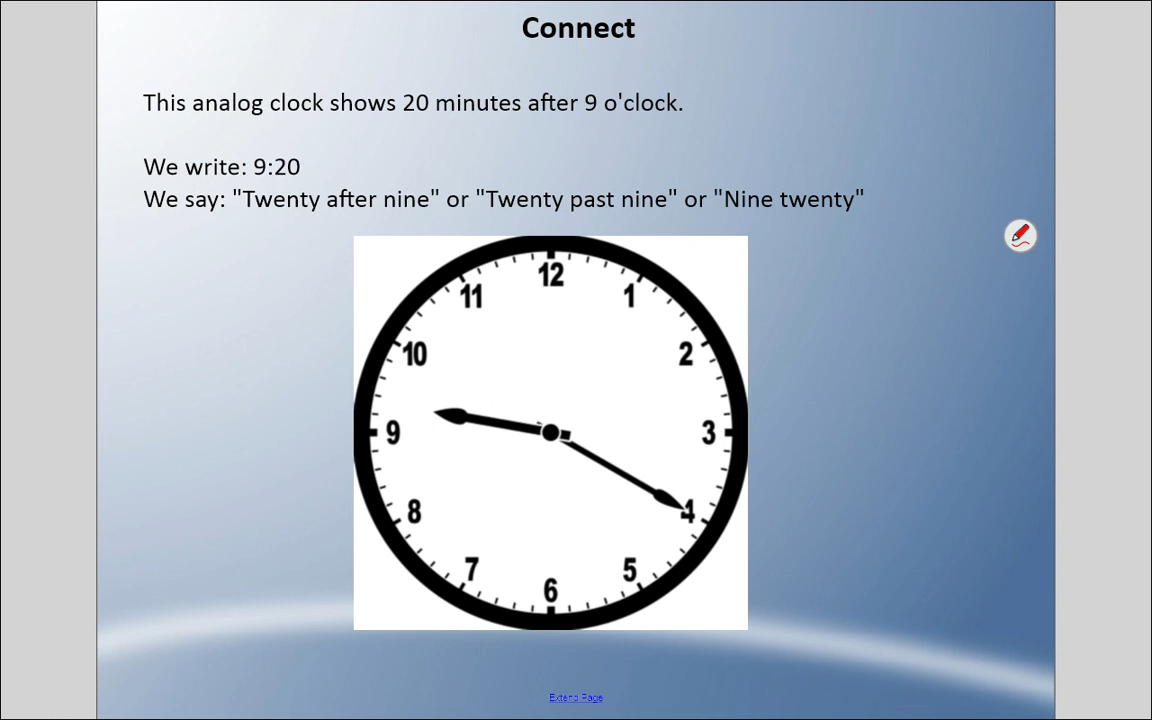 Connect
This analog clock shows 20 minutes after 9 o'clock.
We write: 9:20
We say: "Twenty after nine" or "Twenty past nine" or "Nine twenty"
12
11
1
10
2
9
3
8
4
7
5
6
Extend Page